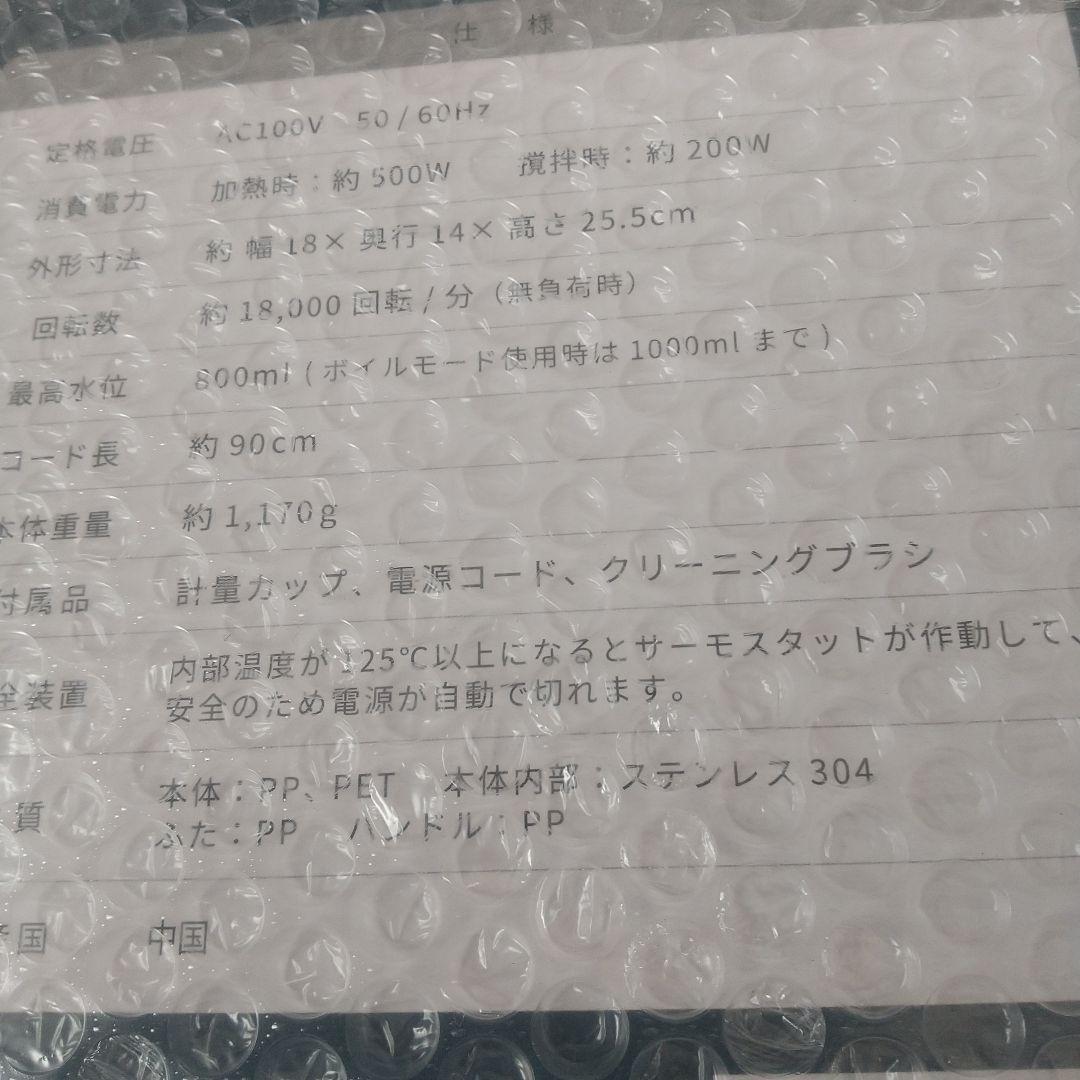 仕様
定格電圧 AC100V 50/60Hz
消費電力 加熱時：約500W 撹拌時：約200W
外形寸法 約 幅18× 奥行14× 高さ25.5cm
回転数 約18,000回転/分（無負荷時）
最高水位 800ml（ボイルモード使用時は1000mlまで）
コード長 約90cm
本体重量 約1,170g
付属品 計量カップ、電源コード、クリーニングブラシ
全装置 内部温度が125℃以上になるとサーモスタットが作動して、
安全のため電源が自動で切れます。
質 本体：PP、PET 本体内部：ステンレス304
ふた：PP ハンドル：PP
産国 中国